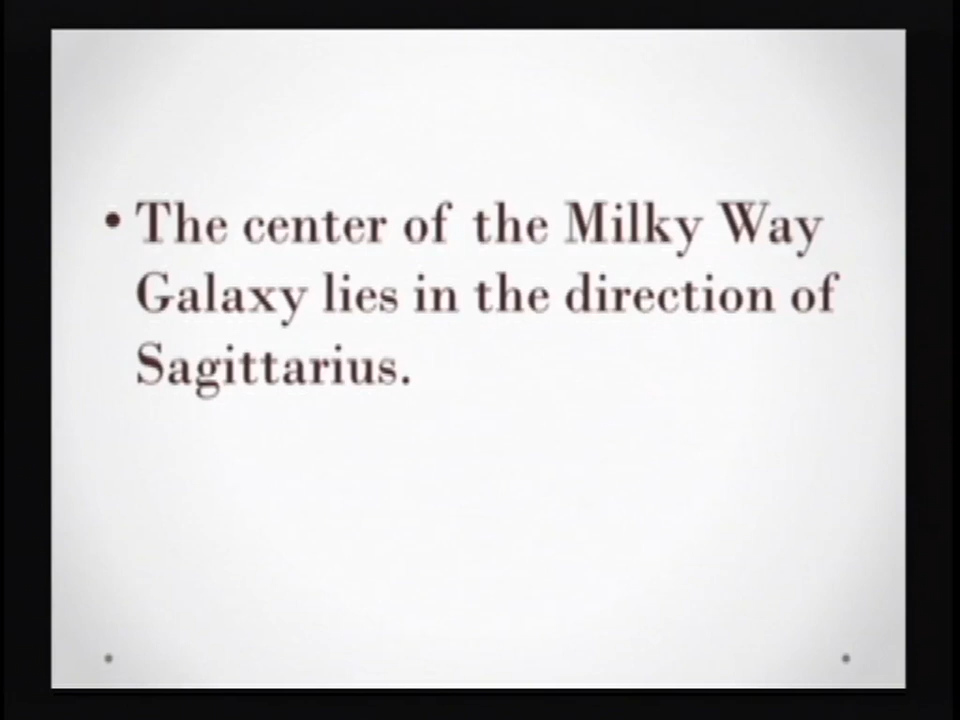 • The center of the Milky Way
Galaxy lies in the direction of
Sagittarius.